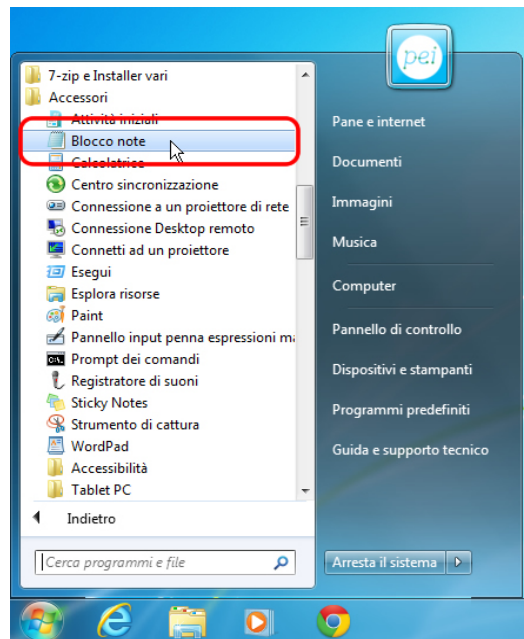 pei
7-zip e Installer vari
Accessori
Attività iniziali
Blocco note
Calcolatrice
Centro sincronizzazione
Connessione a un proiettore di rete
Connessione Desktop remoto
Connetti ad un proiettore
Esegui
Esplora risorse
Paint
Pannello input penna espressioni ma
Prompt dei comandi
Registratore di suoni
Sticky Notes
Strumento di cattura
WordPad
Accessibilità
Tablet PC
Indietro
Cerca programmi e file
Pane e internet
Documenti
Immagini
Musica
Computer
Pannello di controllo
Dispositivi e stampanti
Programmi predefiniti
Guida e supporto tecnico
Arresta il sistema